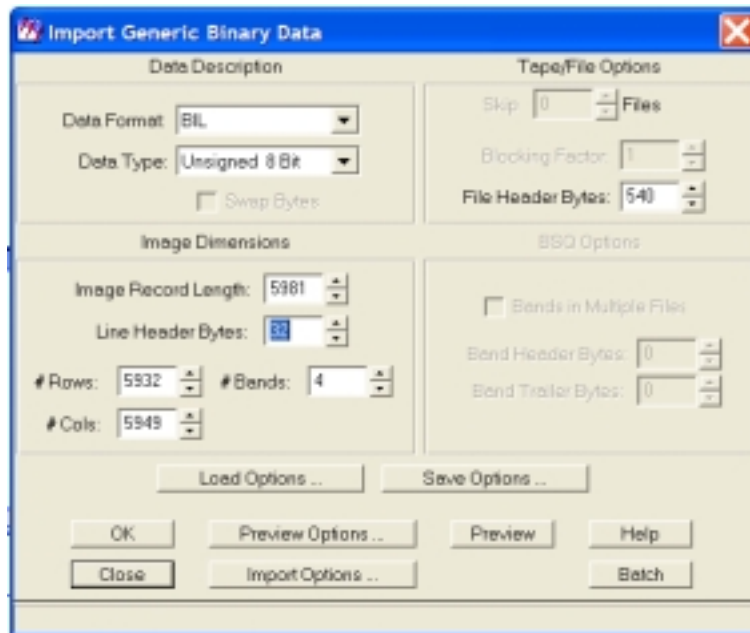 Import Generic Binary Data
Data Description
Data Format: BIL
Data Type: Unsigned 8 Bit
Swap Bytes
Tape/File Options
Skip 0 Files
Blocking Factor: 1
File Header Bytes: 540
Image Dimensions
Image Record Length: 5981
Line Header Bytes: 32
# Rows: 5932 # Bands: 4
# Cols: 5949
BSQ Options
Bands in Multiple Files
Band Header Bytes: 0
Band Trailer Bytes: 0
Load Options ... Save Options ...
OK Preview Options ... Preview Help
Close Import Options ... Batch